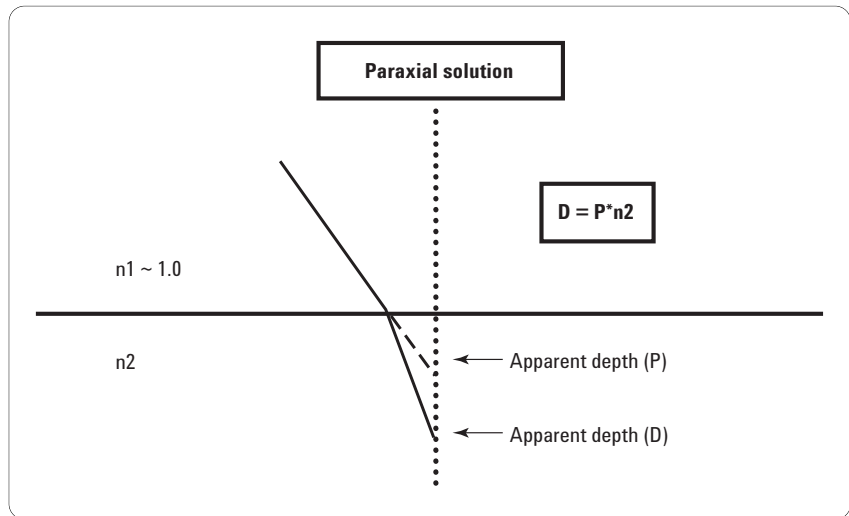 Paraxial solution
D = P*n2
n1 ~ 1.0
n2
Apparent depth (P)
Apparent depth (D)